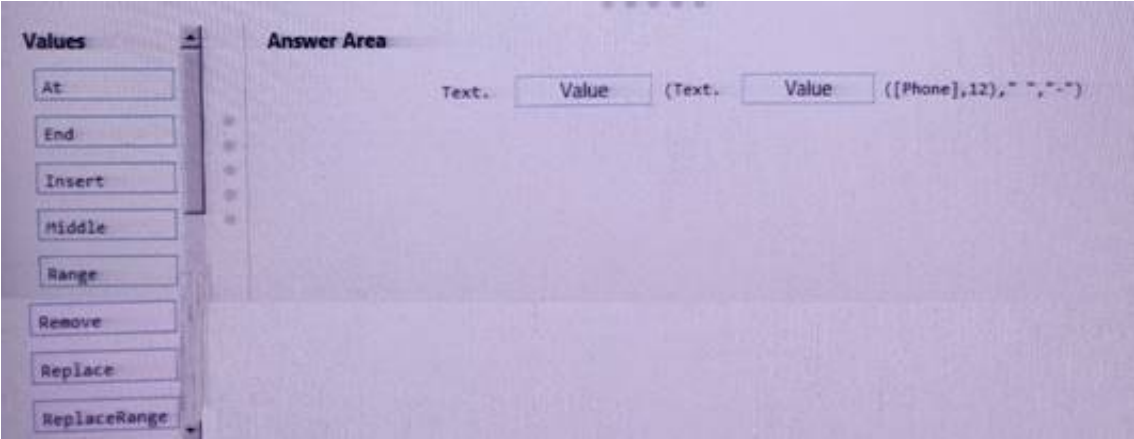 Values
Answer Area
At
Text. Value (Text. Value ([Phone],12)," ","-")
End
Insert
Middle
Range
Remove
Replace
ReplaceRange